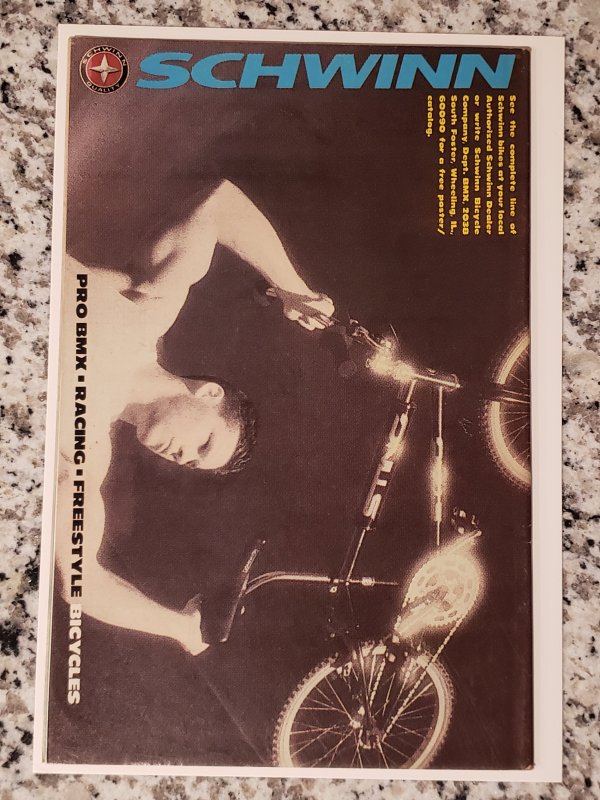 SCHWINN
QUALITY
SCHWINN
See the complete line of
Schwinn bikes at your local
Authorized Schwinn Dealer
or write Schwinn Bicycle
Company, Dept. BMX, 2038
South Foster, Wheeling, IL,
60090 for a free poster/
catalog.
PRO BMX ▪ RACING ▪ FREESTYLE BICYCLES